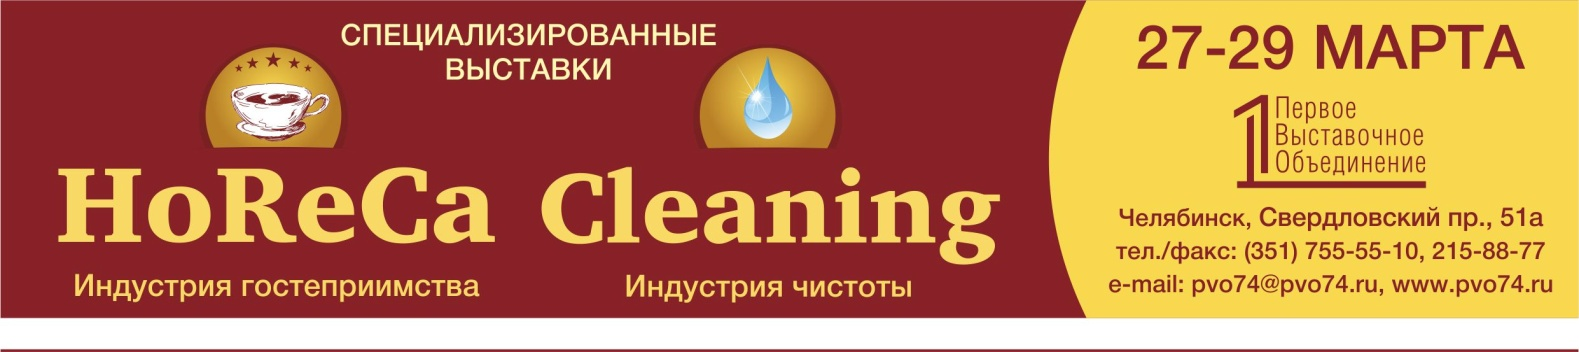 СПЕЦИАЛИЗИРОВАННЫЕ
ВЫСТАВКИ
HoReCa
Индустрия гостеприимства
Cleaning
Индустрия чистоты
27-29 МАРТА
1 Первое
Выставочное
Объединение
Челябинск, Свердловский пр., 51а
тел./факс: (351) 755-55-10, 215-88-77
e-mail: pvo74@pvo74.ru, www.pvo74.ru